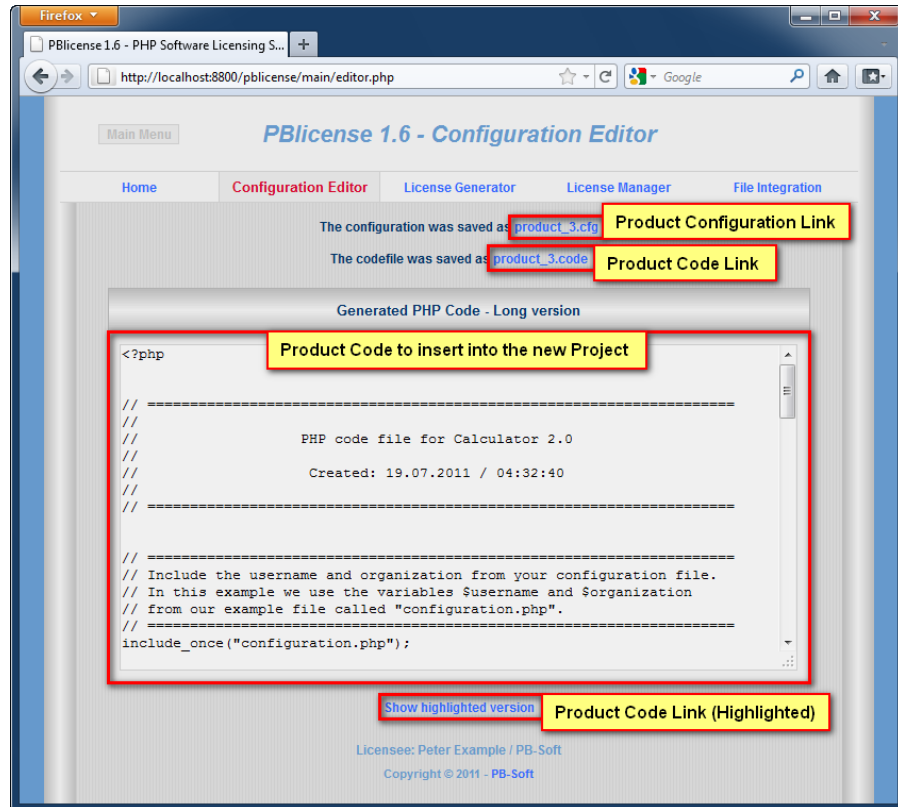 Firefox
PBlicense 1.6 - PHP Software Licensing S...
http://localhost:8800/pblicense/main/editor.php
Google
Main Menu
PBlicense 1.6 - Configuration Editor
Home Configuration Editor License Generator License Manager File Integration
The configuration was saved as product_3.cfg
Product Configuration Link
The codefile was saved as product_3.code
Product Code Link
Generated PHP Code - Long version
Product Code to insert into the new Project
<?php
// ======================================================================
//
// PHP code file for Calculator 2.0
//
// Created: 19.07.2011 / 04:32:40
//
// ======================================================================
// ======================================================================
// Include the username and organization from your configuration file.
// In this example we use the variables $username and $organization
// from our example file called "configuration.php".
// ======================================================================
include_once("configuration.php");
Show highlighted version
Product Code Link (Highlighted)
Licensee: Peter Example / PB-Soft
Copyright © 2011 - PB-Soft